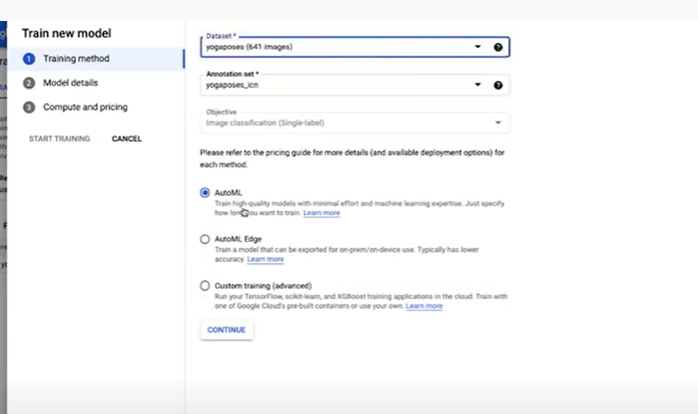 Train new model
1 Training method
2 Model details
3 Compute and pricing
START TRAINING CANCEL
Dataset *
yogaposes (641 images)
Annotation set *
yogaposes_icn
Objective
Image classification (Single-label)
Please refer to the pricing guide for more details (and available deployment options) for
each method.
AutoML
Train high-quality models with minimal effort and machine learning expertise. Just specify
how long you want to train. Learn more
AutoML Edge
Train a model that can be exported for on-prem/on-device use. Typically has lower
accuracy. Learn more
Custom training (advanced)
Run your TensorFlow, scikit-learn, and XGBoost training applications in the cloud. Train with
one of Google Cloud's pre-built containers or use your own. Learn more
CONTINUE